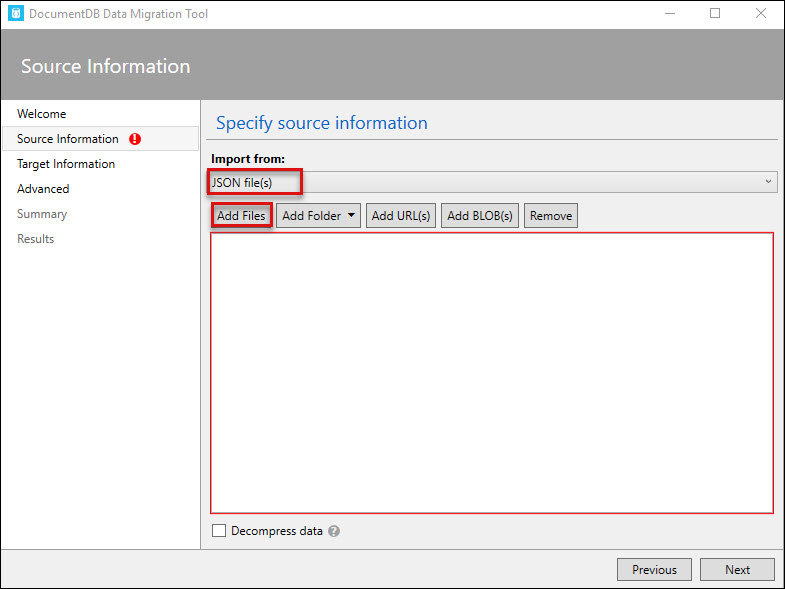 DocumentDB Data Migration Tool
Source Information
Welcome
Source Information
Target Information
Advanced
Summary
Results
Specify source information
Import from:
JSON file(s)
Add Files Add Folder Add URL(s) Add BLOB(s) Remove
Decompress data ?
Previous Next